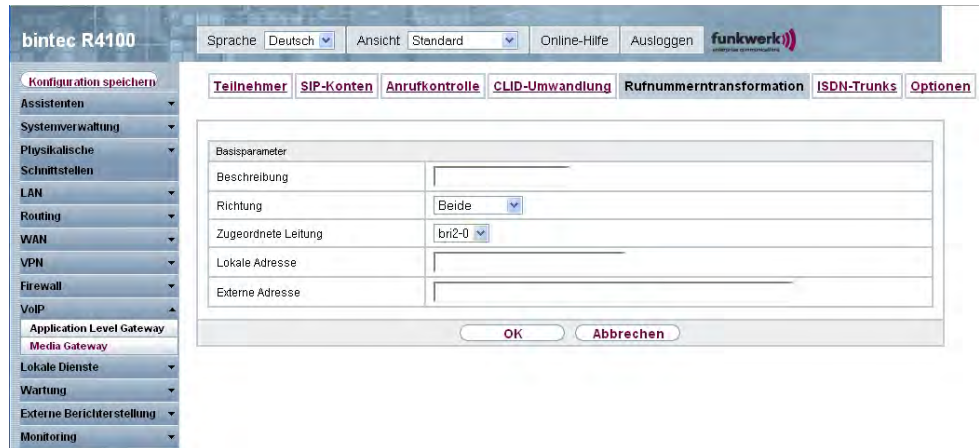 bintec R4100
Sprache Deutsch Ansicht Standard Online-Hilfe Ausloggen funkwerk
Konfiguration speichern
Assistenten
Systemverwaltung
Physikalische
Schnittstellen
LAN
Routing
WAN
VPN
Firewall
VoIP
Application Level Gateway
Media Gateway
Lokale Dienste
Wartung
Externe Berichterstellung
Monitoring
Teilnehmer SIP-Konten Anrufkontrolle CLID-Umwandlung Rufnummerntransformation ISDN-Trunks Optionen
Basisparameter
Beschreibung
Richtung Beide
Zugeordnete Leitung bri2-0
Lokale Adresse
Externe Adresse
OK Abbrechen